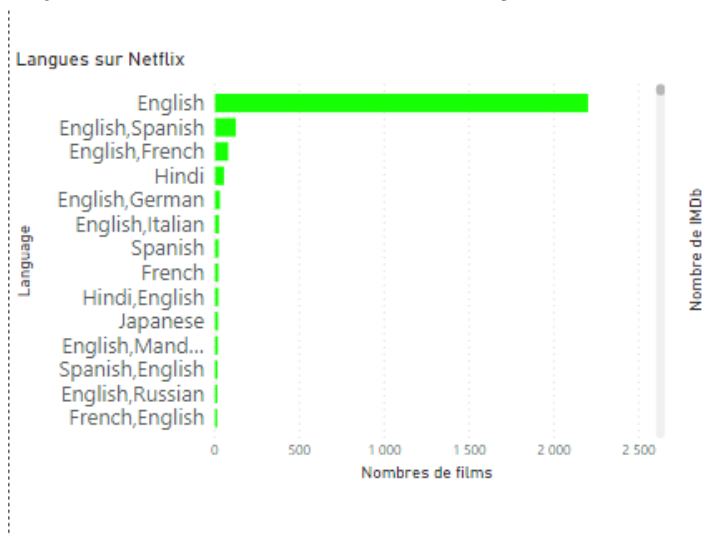 Langues sur Netflix
Language
English
English,Spanish
English,French
Hindi
English,German
English,Italian
Spanish
French
Hindi,English
Japanese
English,Mand...
Spanish,English
English,Russian
French,English
0 500 1 000 1 500 2 000 2 500
Nombres de films
Nombre de IMDb